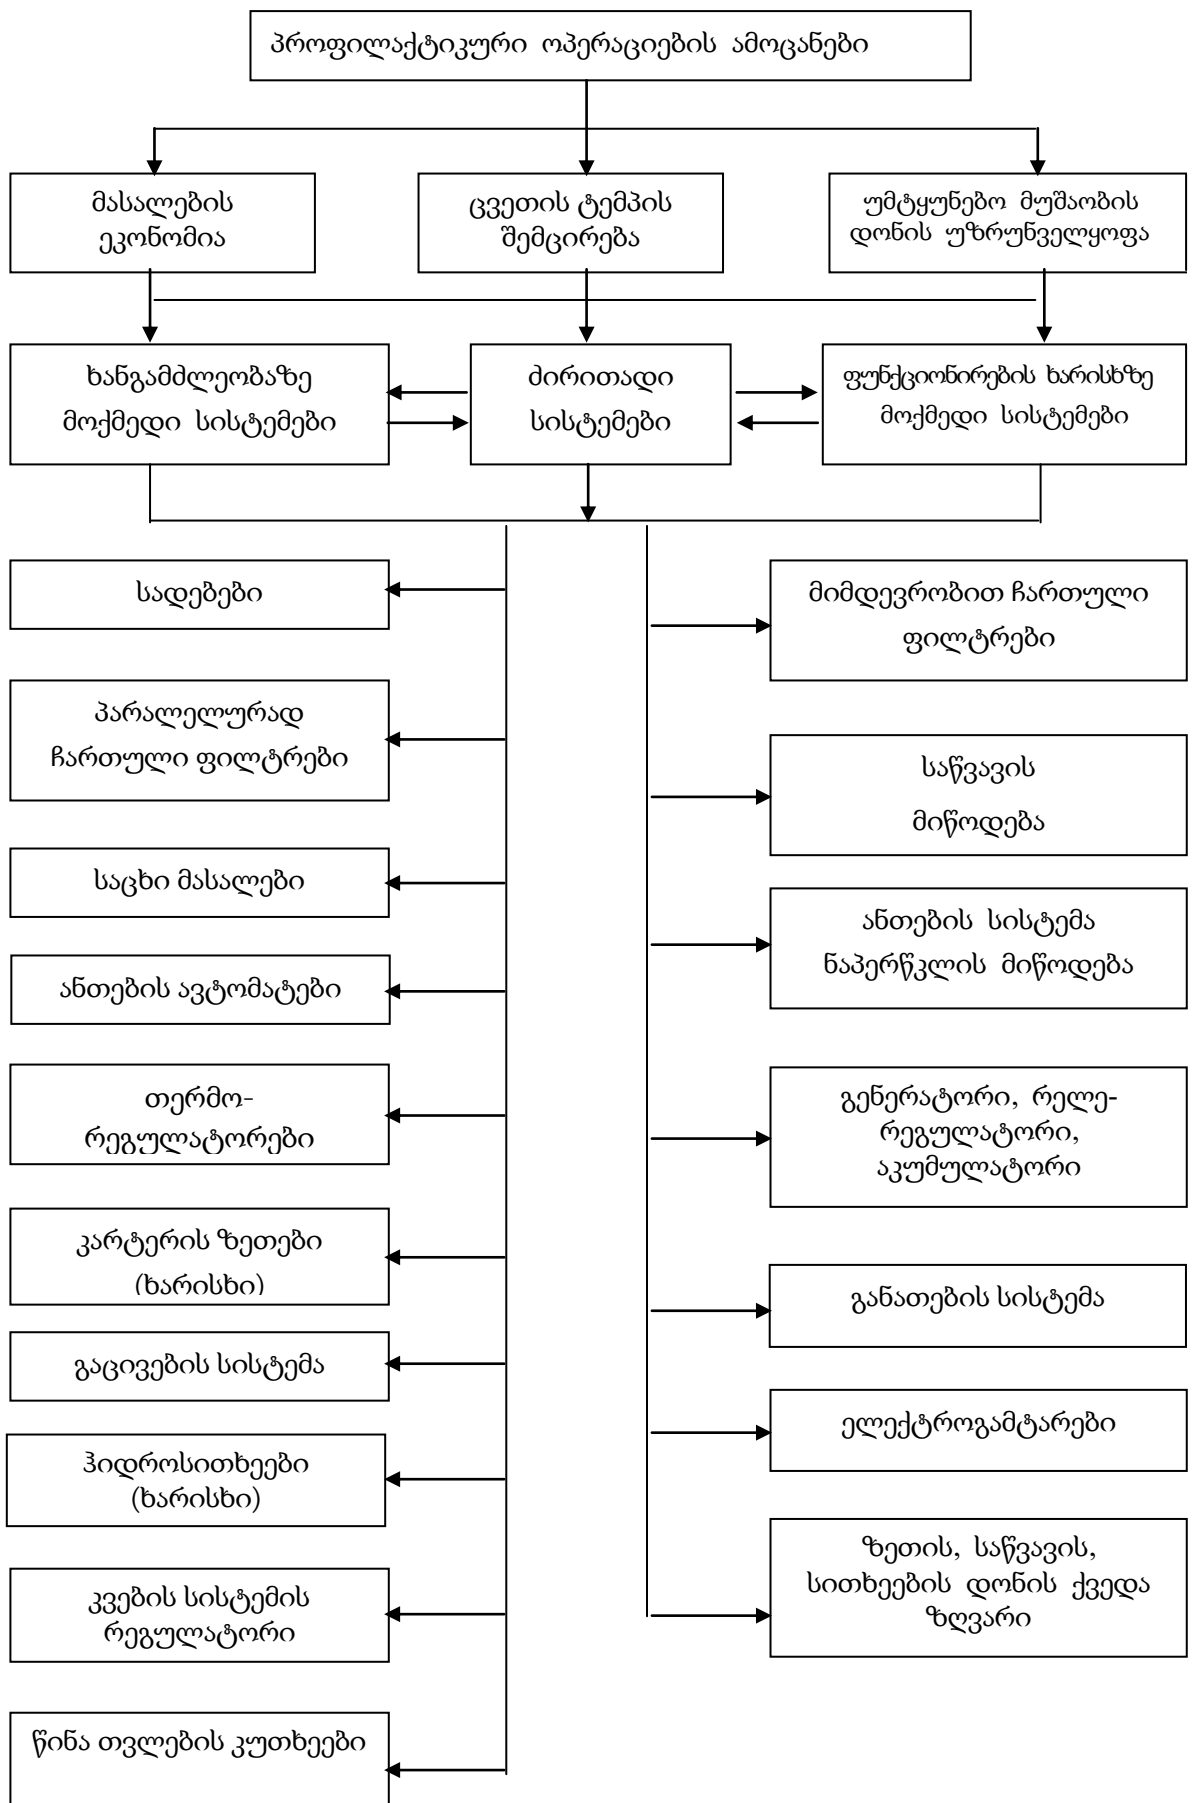 პროფილაქტიკური ოპერაციების ამოცანები
მასალების
ეკონომია
ცვეთის ტემპის
შემცირება
უმტყუნებო მუშაობის
დონის უზრუნველყოფა
ხანგამძლეობაზე
მოქმედი სისტემები
ძირითადი
სისტემები
ფუნქციონირების ხარისხზე
მოქმედი სისტემები
სადებები
პარალელურად
ჩართული ფილტრები
საცხი მასალები
ანთების ავტომატები
თერმო-
რეგულატორები
კარტერის ზეთები
(ხარისხი)
გაცივების სისტემა
ჰიდროსითხეები
(ხარისხი)
კვების სისტემის
რეგულატორი
წინა თვლების კუთხეები
მიმდევრობით ჩართული
ფილტრები
საწვავის
მიწოდება
ანთების სისტემა
ნაპერწკლის მიწოდება
გენერატორი, რელე-
რეგულატორი,
აკუმულატორი
განათების სისტემა
ელექტროგამტარები
ზეთის, საწვავის,
სითხეების დონის ქვედა
ზღვარი